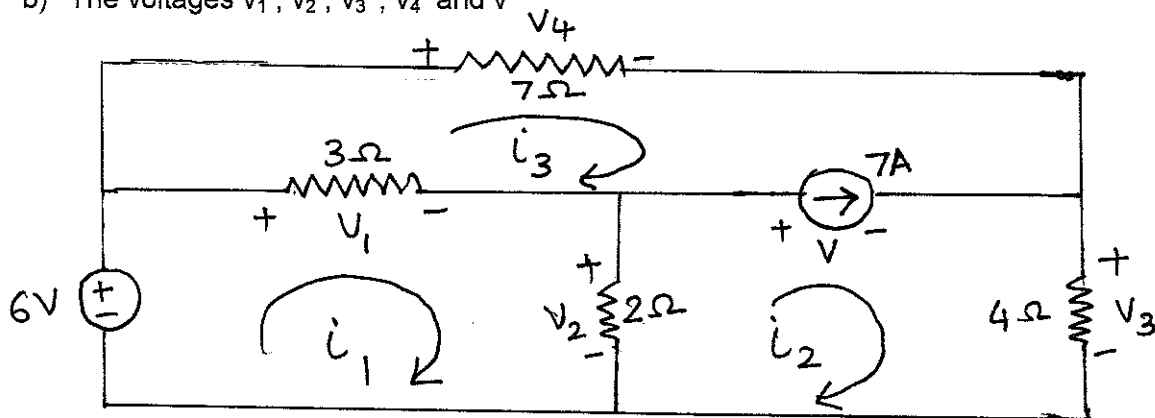 b) The voltages v1 , v2 , v3 , v4 and v
V4
+ -
7Ω
i3
3Ω
7A
+ V1 -
+ V -
6V
+
-
i1
+
V2 2Ω
-
i2
4Ω
+
V3
-